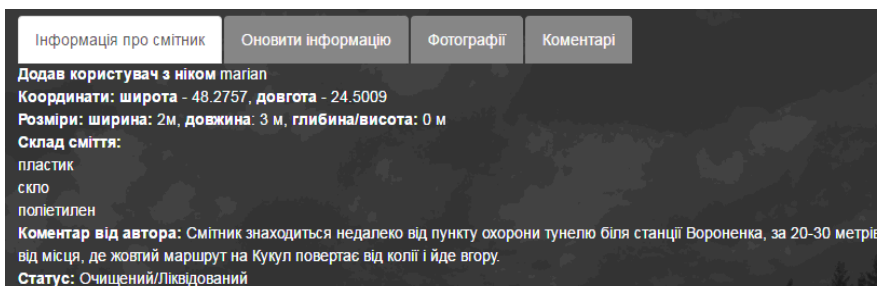 Інформація про смітник Оновити інформацію Фотографії Коментарі
Додав користувач з ніком marian
Координати: широта - 48.2757, довгота - 24.5009
Розміри: ширина: 2м, довжина: 3 м, глибина/висота: 0 м
Склад сміття:
пластик
скло
поліетилен
Коментар від автора: Смітник знаходиться недалеко від пункту охорони тунелю біля станції Вороненка, за 20-30 метрів
від місця, де жовтий маршрут на Кукул повертає від колії і йде вгору.
Статус: Очищений/Ліквідований